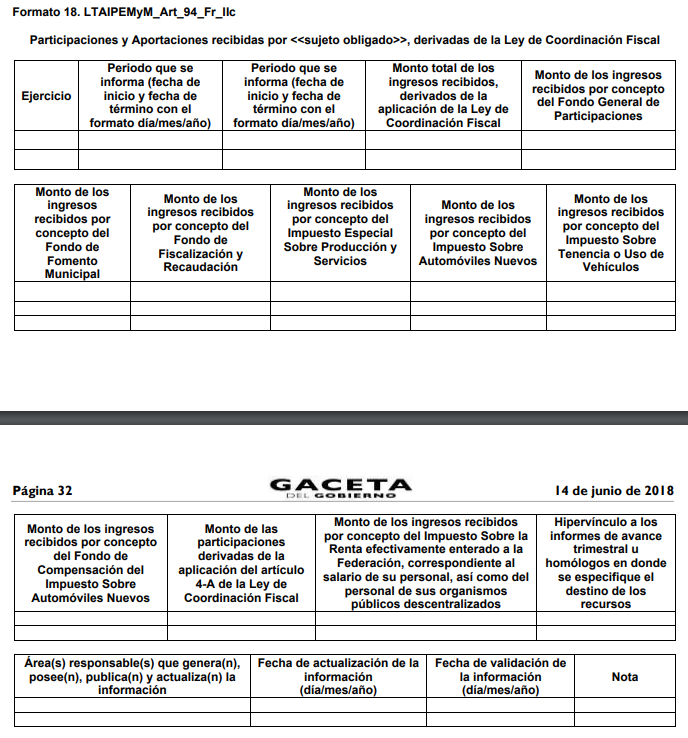 Formato 18. LTAIPEMyM_Art_94_Fr_IIc
Participaciones y Aportaciones recibidas por <<sujeto obligado>>, derivadas de la Ley de Coordinación Fiscal
Ejercicio
Periodo que se
informa (fecha de
inicio y fecha de
término con el
formato día/mes/año)
Periodo que se
informa (fecha de
inicio y fecha de
término con el
formato día/mes/año)
Monto total de los
ingresos recibidos,
derivados de la
aplicación de la Ley de
Coordinación Fiscal
Monto de los ingresos
recibidos por concepto
del Fondo General de
Participaciones
Monto de los
ingresos
recibidos por
concepto del
Fondo de
Fomento
Municipal
Monto de los
ingresos recibidos
por concepto del
Fondo de
Fiscalización y
Recaudación
Monto de los
ingresos recibidos
por concepto del
Impuesto Especial
Sobre Producción y
Servicios
Monto de los
ingresos recibidos
por concepto del
Impuesto Sobre
Automóviles Nuevos
Monto de los
ingresos recibidos
por concepto del
Impuesto Sobre
Tenencia o Uso de
Vehículos
Página 32
GACETA
DEL GOBIERNO
14 de junio de 2018
Monto de los ingresos
recibidos por concepto
del Fondo de
Compensación del
Impuesto Sobre
Automóviles Nuevos
Monto de las
participaciones
derivadas de la
aplicación del artículo
4-A de la Ley de
Coordinación Fiscal
Monto de los ingresos recibidos
por concepto del Impuesto Sobre la
Renta efectivamente enterado a la
Federación, correspondiente al
salario de su personal, así como del
personal de sus organismos
públicos descentralizados
Hipervínculo a los
informes de avance
trimestral u
homólogos en donde
se especifique el
destino de los
recursos
Área(s) responsable(s) que genera(n),
posee(n), publica(n) y actualiza(n) la
información
Fecha de actualización de la
información
(día/mes/año)
Fecha de validación de
la información
(día/mes/año)
Nota